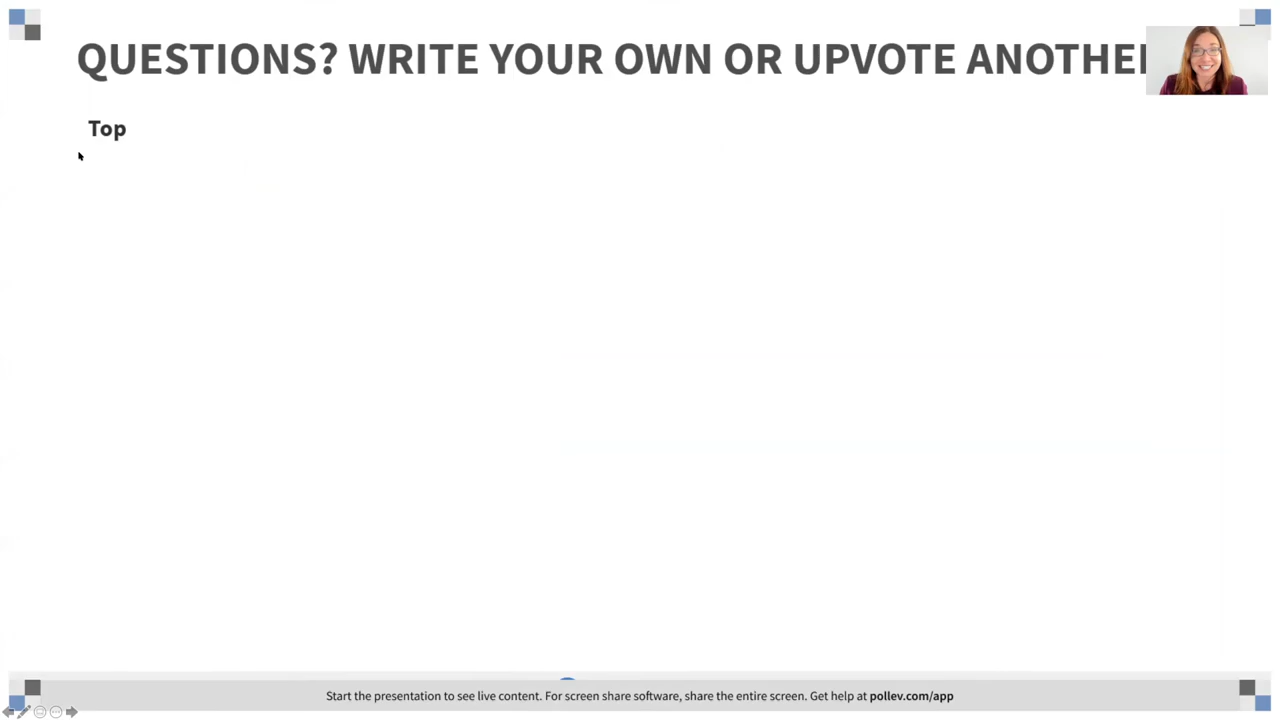 QUESTIONS? WRITE YOUR OWN OR UPVOTE ANOTHE
Top
Start the presentation to see live content. For screen share software, share the entire screen. Get help at pollev.com/app